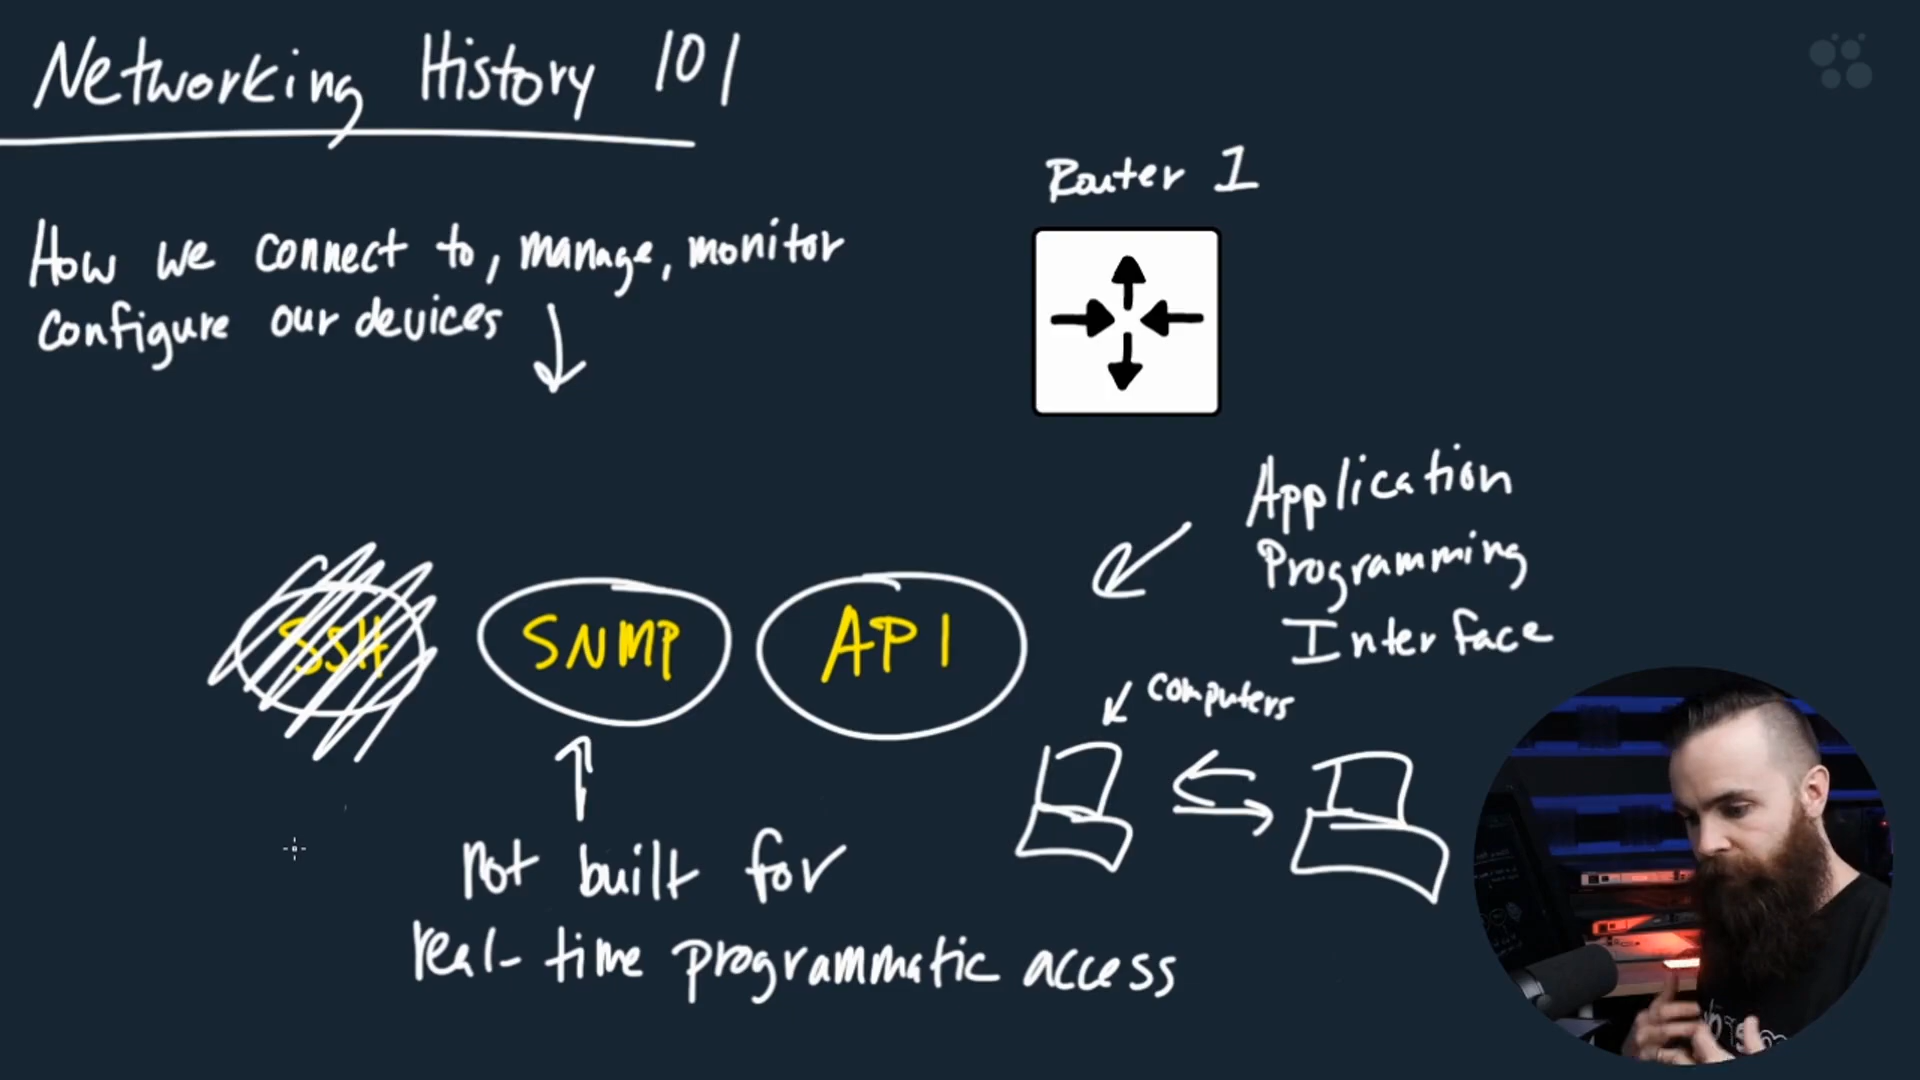 Networking History 101
How we connect to, manage, monitor
configure our devices
Router 1
Application
Programming
Interface
SSH
SNMP
API
computers
not built for
real-time programmatic access